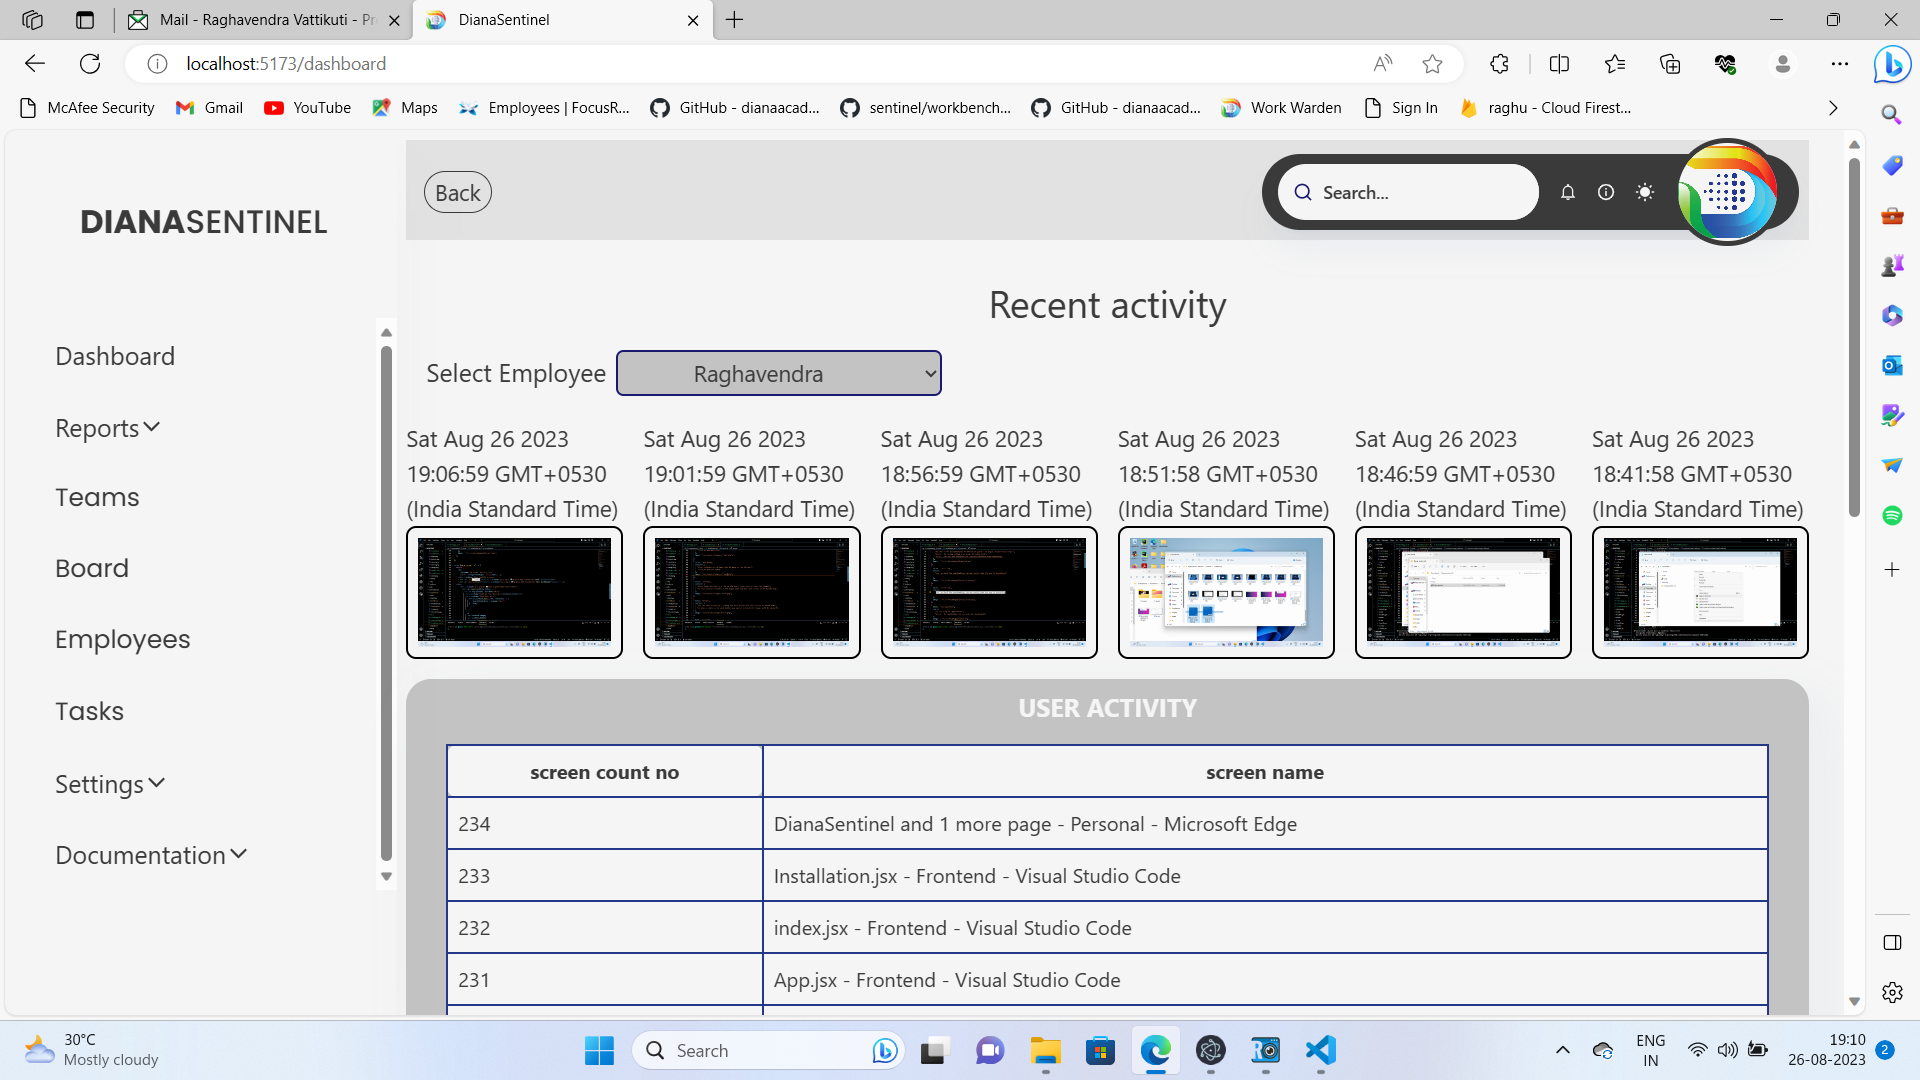 Mail - Raghavendra Vattikuti - Pr
DianaSentinel
localhost:5173/dashboard
McAfee Security
Gmail
YouTube
Maps
Employees | FocusR...
GitHub - dianaacad...
sentinel/workbench...
GitHub - dianaacad...
Work Warden
Sign In
raghu - Cloud Firest...
DIANASENTINEL
Dashboard
Reports
Teams
Board
Employees
Tasks
Settings
Documentation
Back
Search...
Recent activity
Select Employee Raghavendra
Sat Aug 26 2023
19:06:59 GMT+0530
(India Standard Time)
Sat Aug 26 2023
19:01:59 GMT+0530
(India Standard Time)
Sat Aug 26 2023
18:56:59 GMT+0530
(India Standard Time)
Sat Aug 26 2023
18:51:58 GMT+0530
(India Standard Time)
Sat Aug 26 2023
18:46:59 GMT+0530
(India Standard Time)
Sat Aug 26 2023
18:41:58 GMT+0530
(India Standard Time)
USER ACTIVITY
screen count no screen name
234 DianaSentinel and 1 more page - Personal - Microsoft Edge
233 Installation.jsx - Frontend - Visual Studio Code
232 index.jsx - Frontend - Visual Studio Code
231 App.jsx - Frontend - Visual Studio Code
30°C
Mostly cloudy
Search
ENG
IN
19:10
26-08-2023
2